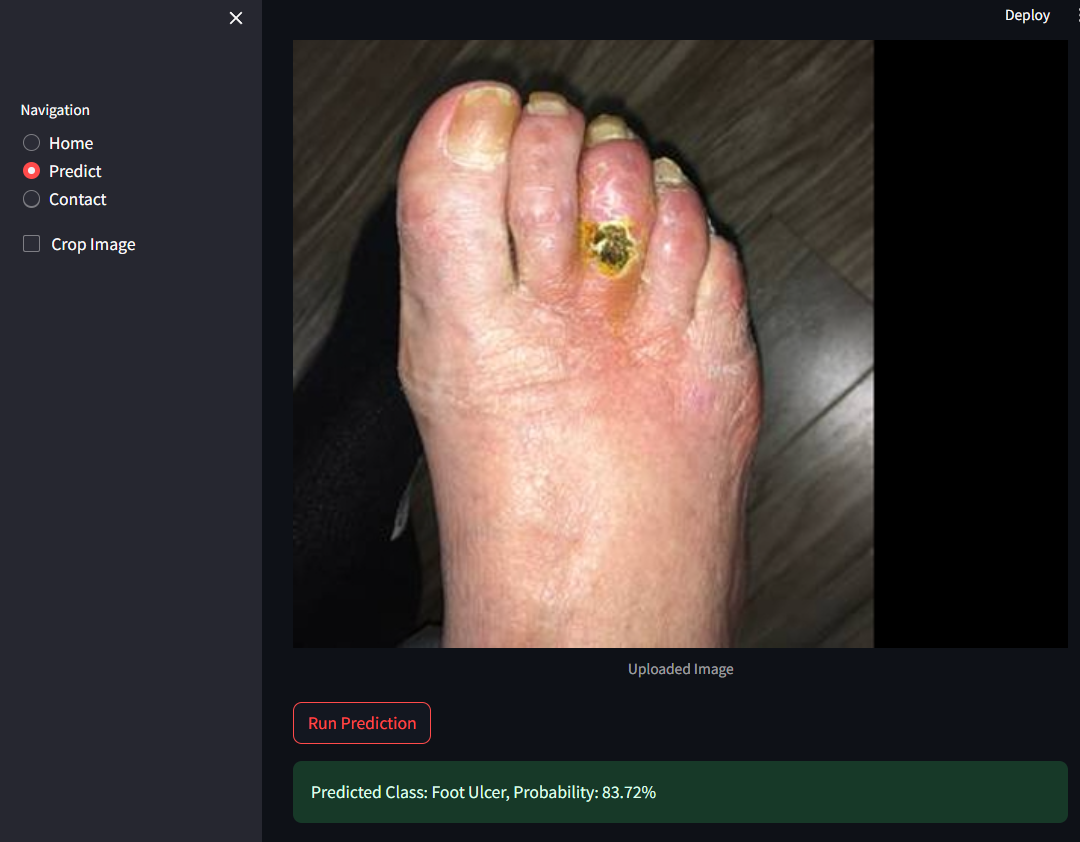 Deploy
Navigation
Home
Predict
Contact
Crop Image
Uploaded Image
Run Prediction
Predicted Class: Foot Ulcer, Probability: 83.72%